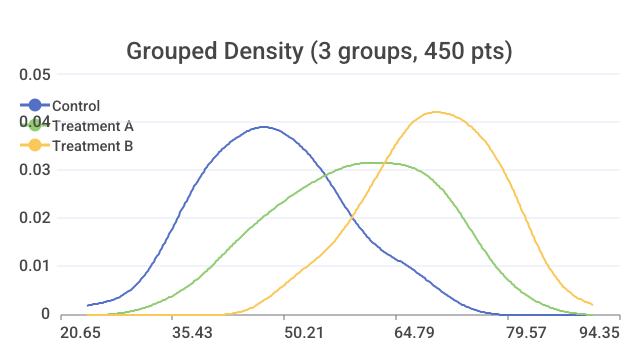 Grouped Density (3 groups, 450 pts)
0.05
Control
0.04
Treatment A
Treatment B
0.03
0.02
0.01
0
20.65 35.43 50.21 64.79 79.57 94.35